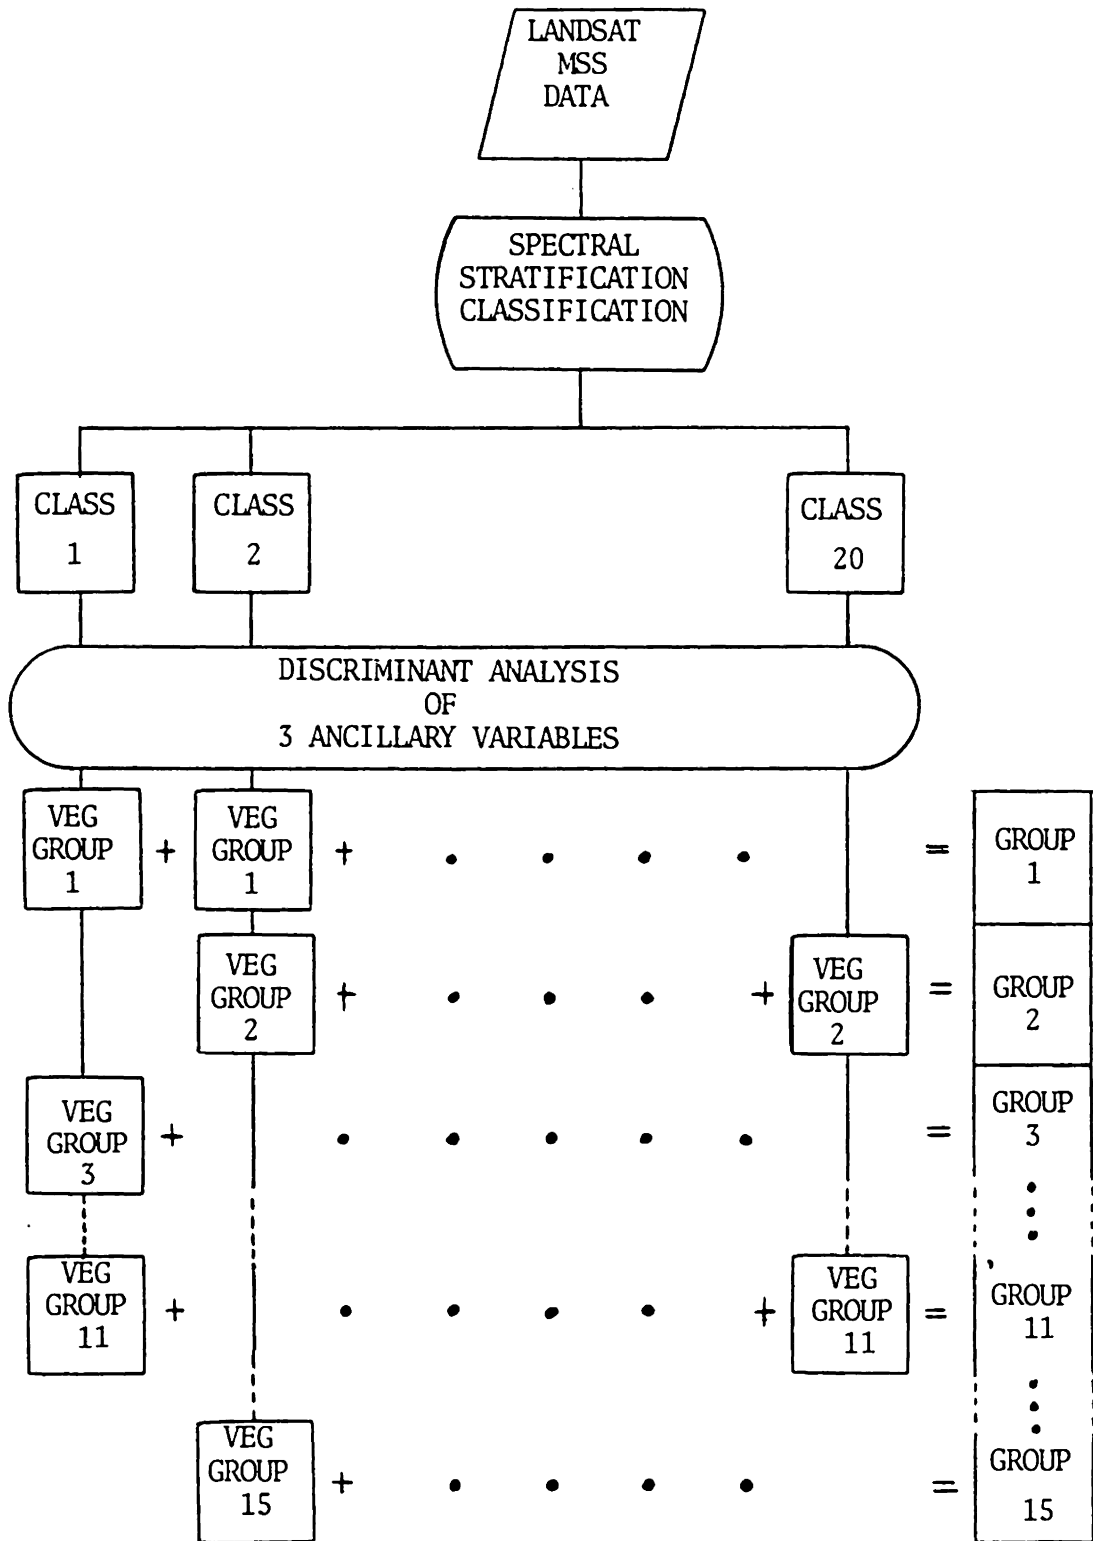 LANDSAT
MSS
DATA
SPECTRAL
STRATIFICATION
CLASSIFICATION
CLASS
1
CLASS
2
CLASS
20
DISCRIMINANT ANALYSIS
OF
3 ANCILLARY VARIABLES
VEG
GROUP
1
+
VEG
GROUP
1
+
• • • •
=
GROUP
1
VEG
GROUP
2
+
• • •
+
VEG
GROUP
2
=
GROUP
2
VEG
GROUP
3
+
• • • • •
=
GROUP
3
VEG
GROUP
11
+
• • • •
+
VEG
GROUP
11
=
GROUP
11
VEG
GROUP
15
+
• • • •
=
GROUP
15